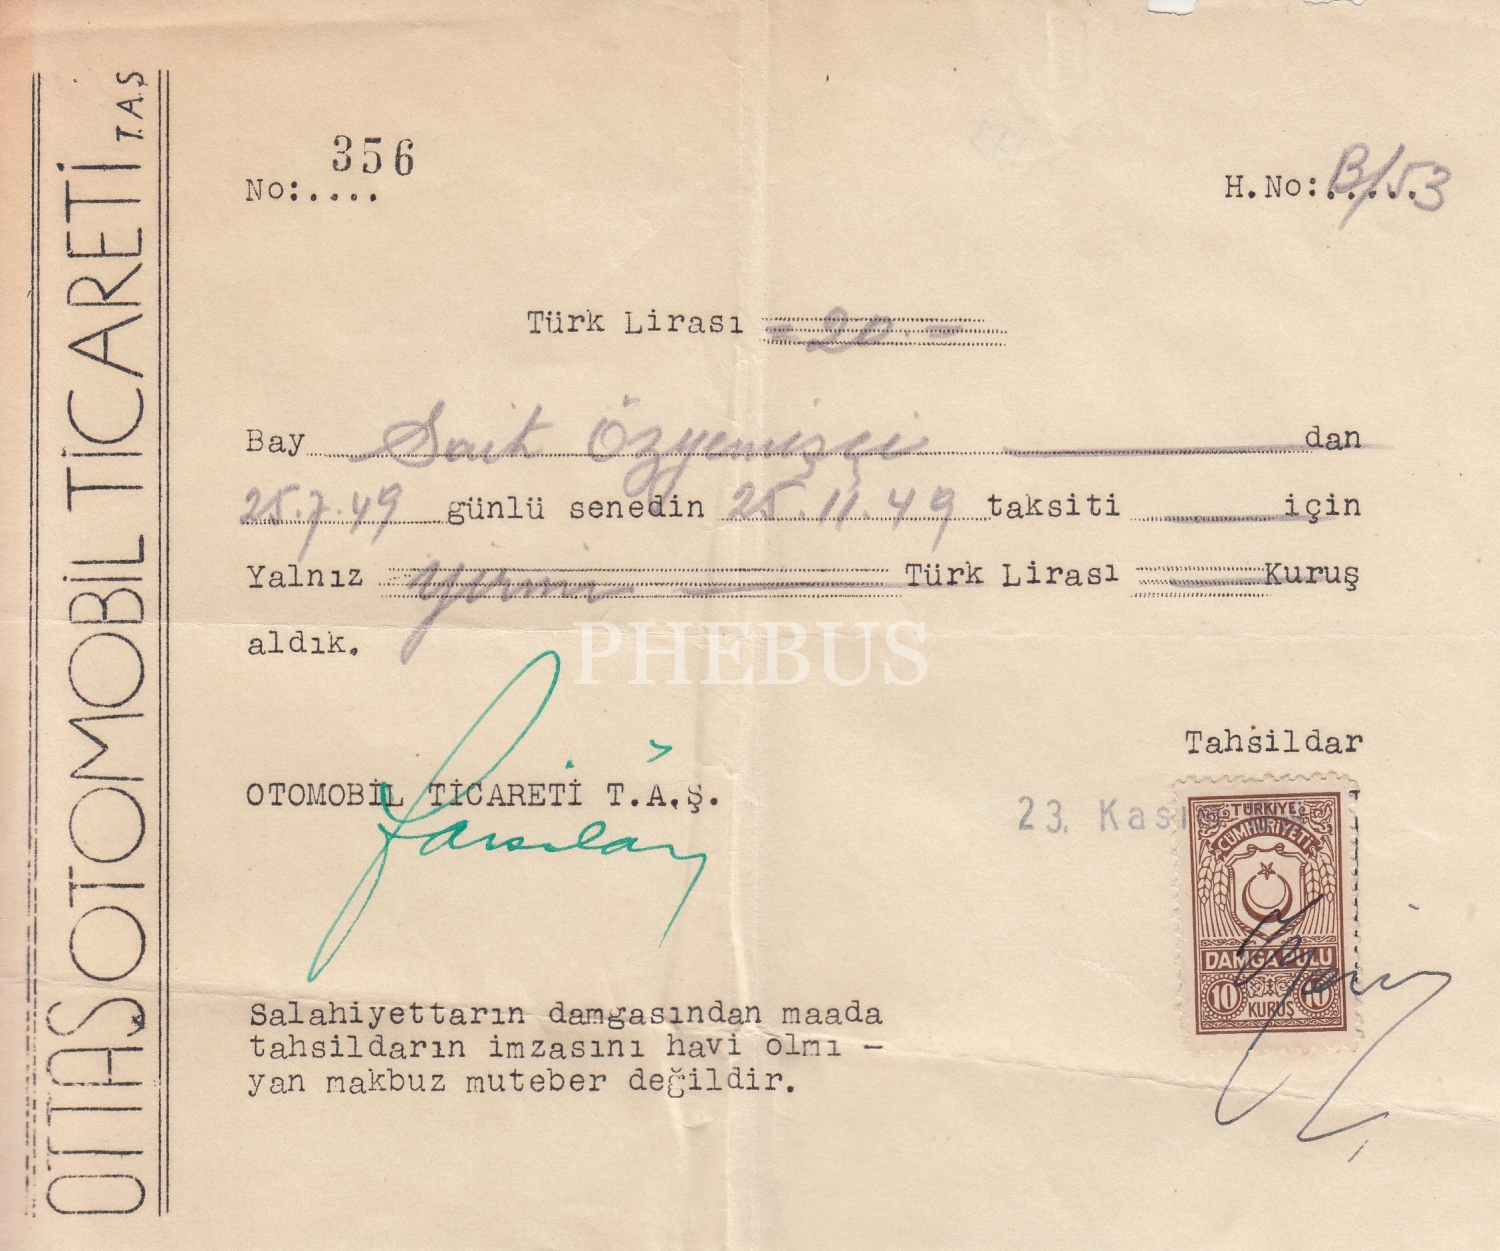 OTTAŞ OTOMOBİL TİCARETİ T.A.Ş
356
No:....
H.No:..... B/53
Türk Lirası = 20.- =
Bay Sait Özyemişçi dan
25.7.49 günlü senedin 25.11.49 taksiti için
Yalnız yirmi Türk Lirası Kuruş
aldık.
PHEBUS
Tahsildar
OTOMOBİL TİCARETİ T.A.Ş.
23. Kas
TÜRKİYE
CUMHURİYETİ
DAMGA PULU
10 KURUŞ 10
Salahiyettarın damgasından maada
tahsildarın imzasını havi olmı -
yan makbuz muteber değildir.